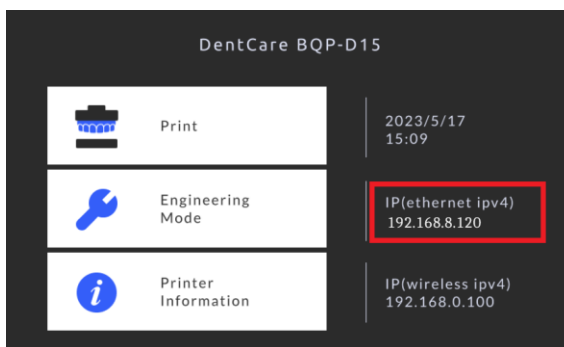 DentCare BQP-D15
Print
2023/5/17
15:09
Engineering
Mode
IP(ethernet ipv4)
192.168.8.120
Printer
Information
IP(wireless ipv4)
192.168.0.100